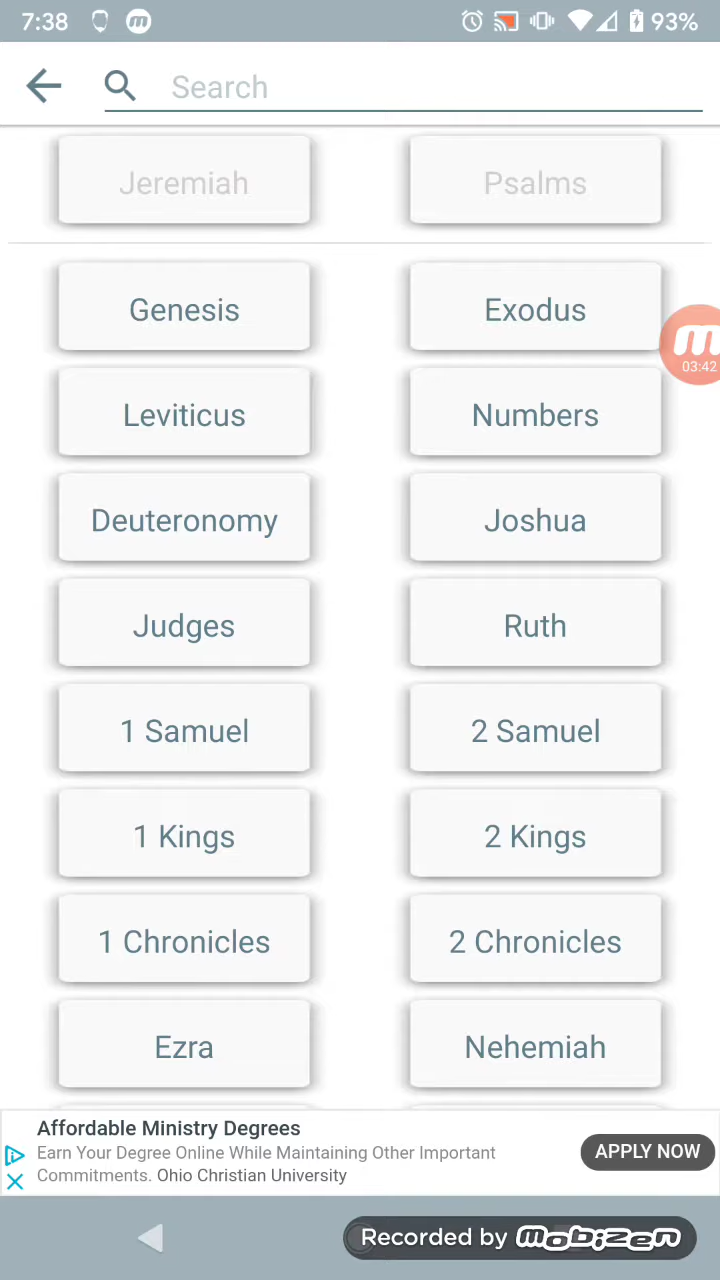 7:38 m 93%
Search
Jeremiah Psalms
Genesis Exodus
m
03:42
Leviticus Numbers
Deuteronomy Joshua
Judges Ruth
1 Samuel 2 Samuel
1 Kings 2 Kings
1 Chronicles 2 Chronicles
Ezra Nehemiah
Affordable Ministry Degrees
Earn Your Degree Online While Maintaining Other Important
Commitments. Ohio Christian University
APPLY NOW
Recorded by mobizen